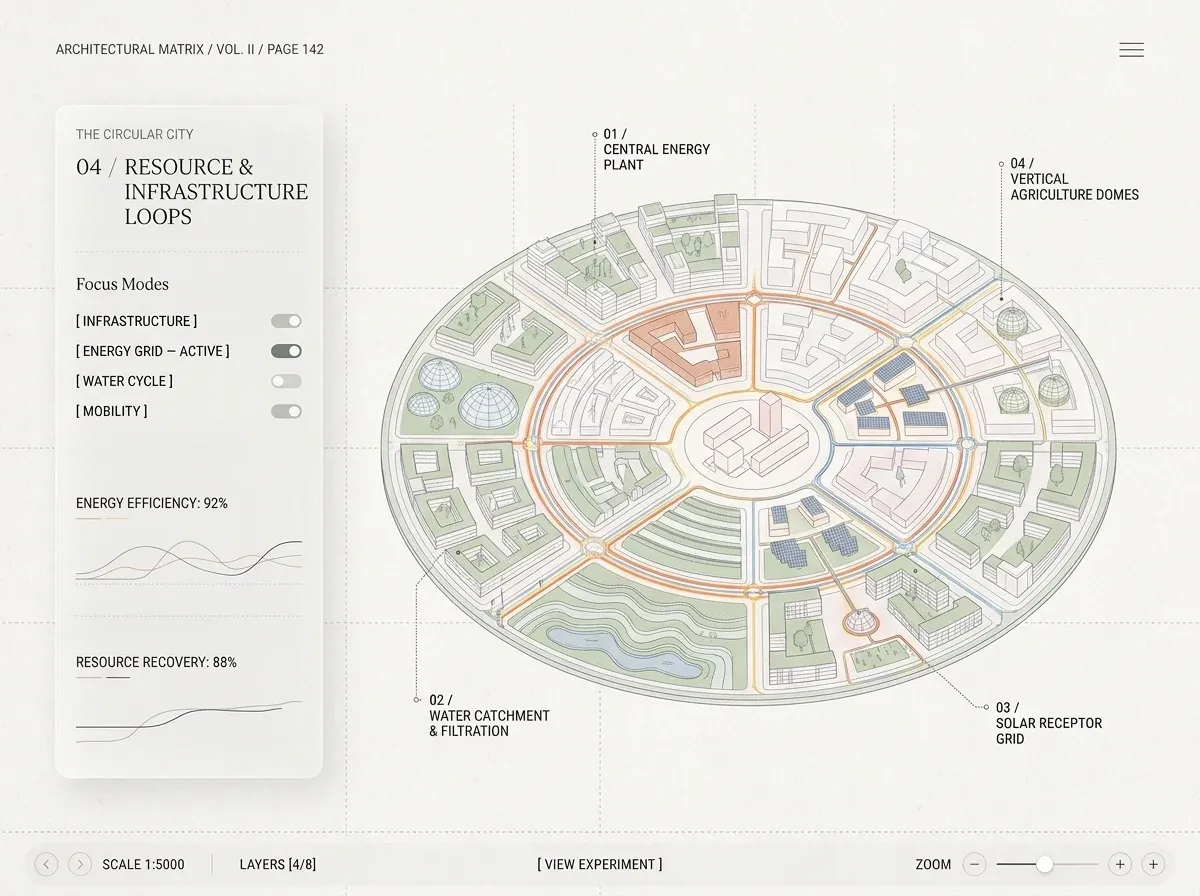 ARCHITECTURAL MATRIX / VOL. II / PAGE 142
THE CIRCULAR CITY
04 / RESOURCE &
INFRASTRUCTURE
LOOPS
Focus Modes
[ INFRASTRUCTURE ]
[ ENERGY GRID – ACTIVE ]
[ WATER CYCLE ]
[ MOBILITY ]
ENERGY EFFICIENCY: 92%
RESOURCE RECOVERY: 88%
01 /
CENTRAL ENERGY
PLANT
04 /
VERTICAL
AGRICULTURE DOMES
02 /
WATER CATCHMENT
& FILTRATION
03 /
SOLAR RECEPTOR
GRID
SCALE 1:5000
LAYERS [4/8]
[ VIEW EXPERIMENT ]
ZOOM